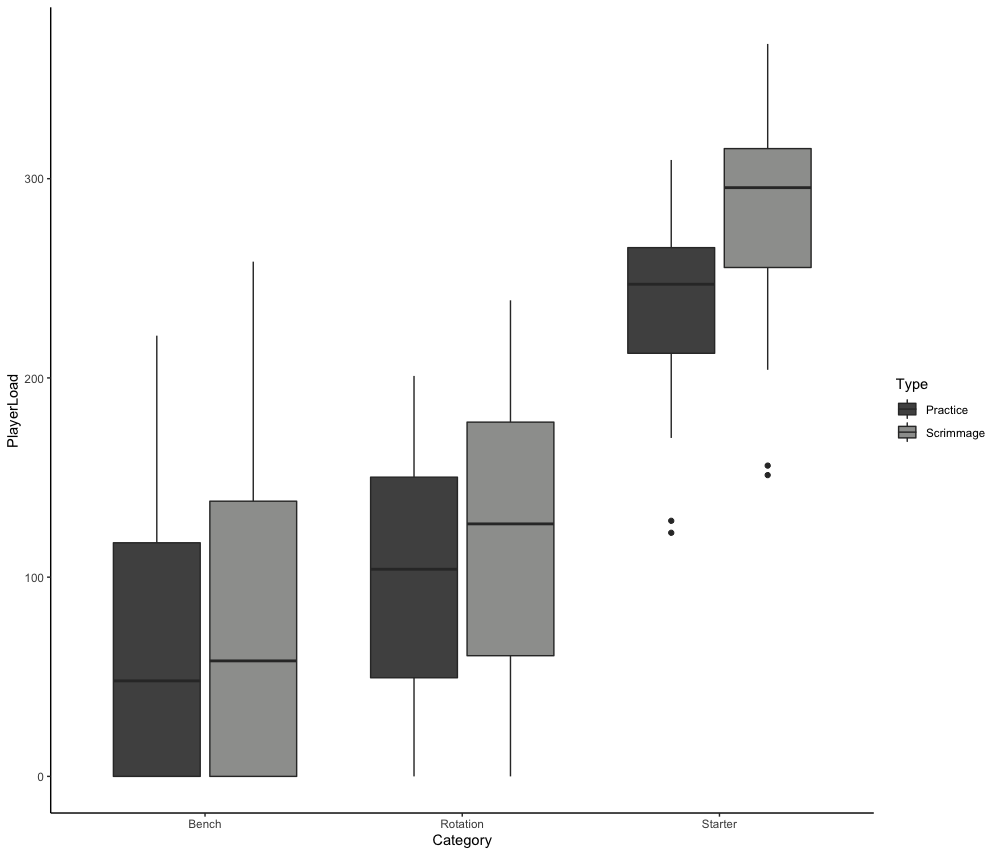 PlayerLoad
300
200
100
0
Bench
Rotation
Starter
Category
Type
Practice
Scrimmage